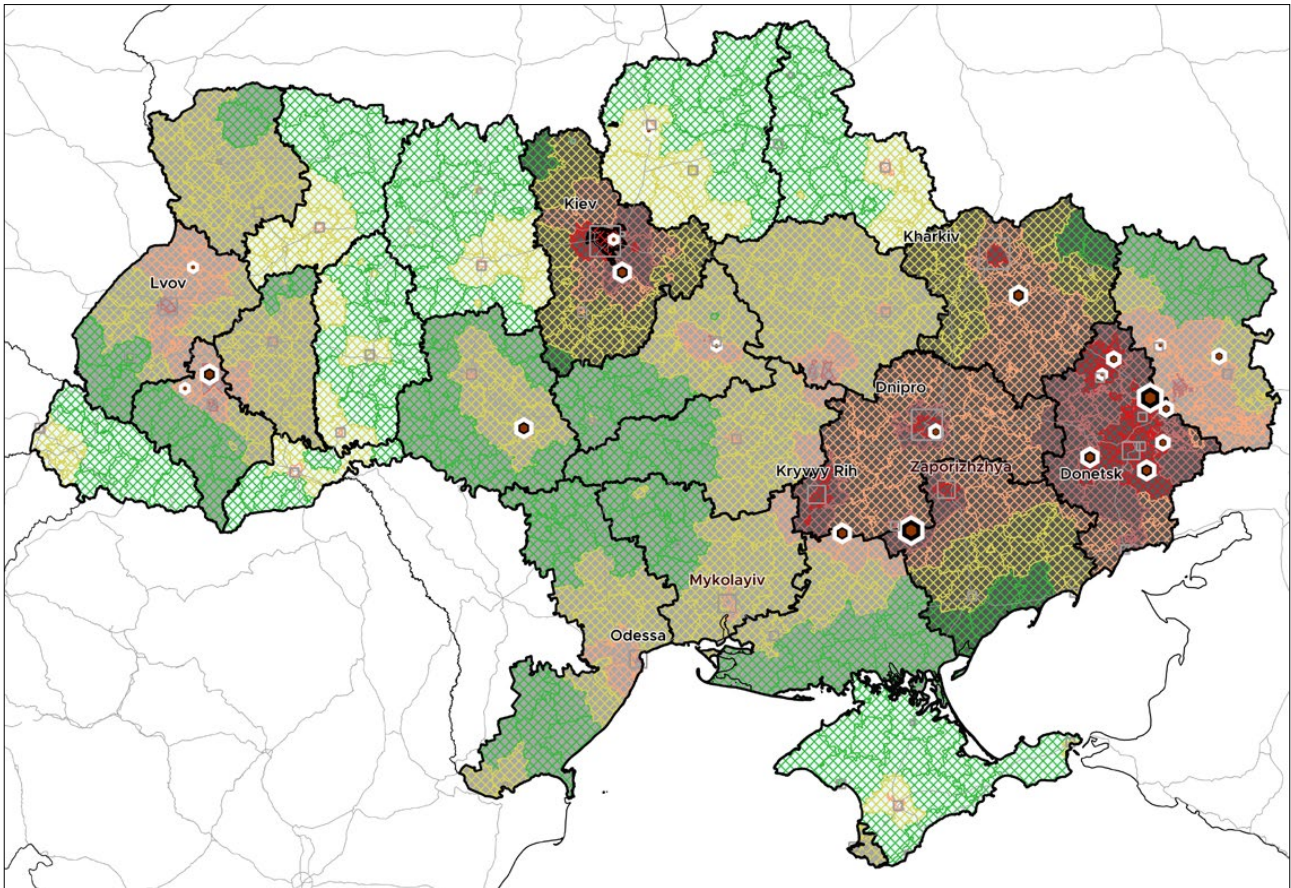 Kiev
Kharkiv
Lvov
Dnipro
Kryvyy Rih
Zaporizhzhya
Donetsk
Mykolayiv
Odessa